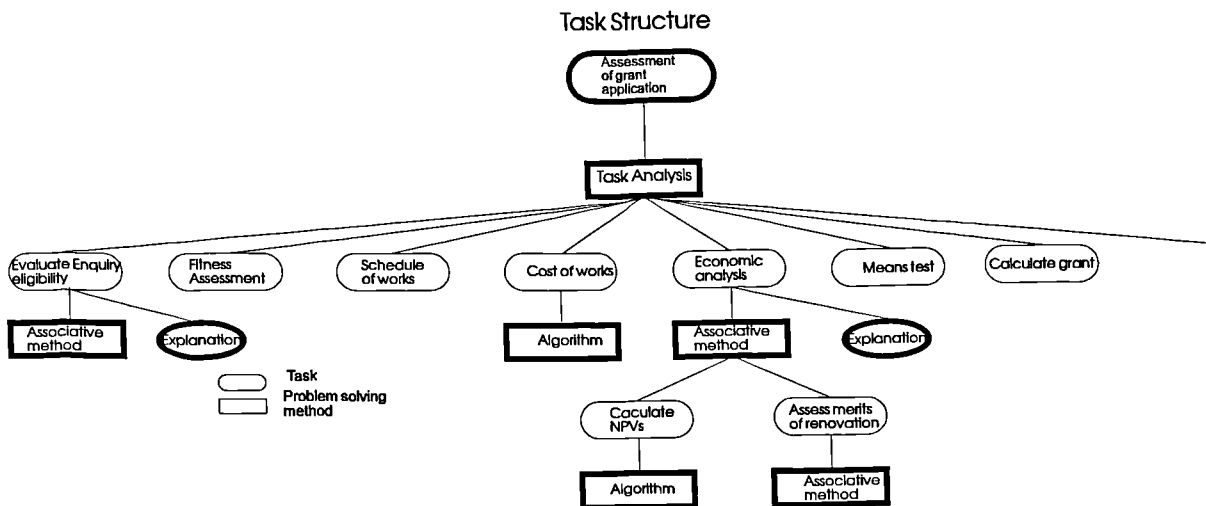 Task Structure
Assessment
of grant
application
Task Analysis
Evaluate Enquiry
eligibility
Fitness
Assessment
Schedule
of works
Cost of works
Economic
analysis
Means test
Calculate grant
Associative
method
Explanation
Algorithm
Associative
method
Explanation
Task
Problem solving
method
Caculate
NPVs
Assess merits
of renovation
Algorithm
Associative
method